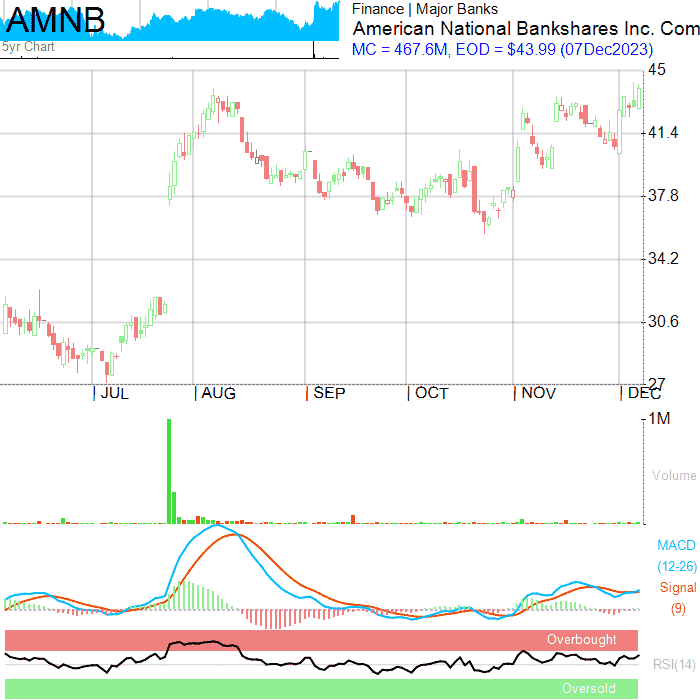 AMNB
5yr Chart
Finance | Major Banks
American National Bankshares Inc. Com
MC = 467.6M, EOD = $43.99 (07Dec2023)
45
41.4
37.8
34.2
30.6
27
JUL AUG SEP OCT NOV DEC
1M
Volume
MACD
(12-26)
Signal
(9)
Overbought
RSI(14)
Oversold